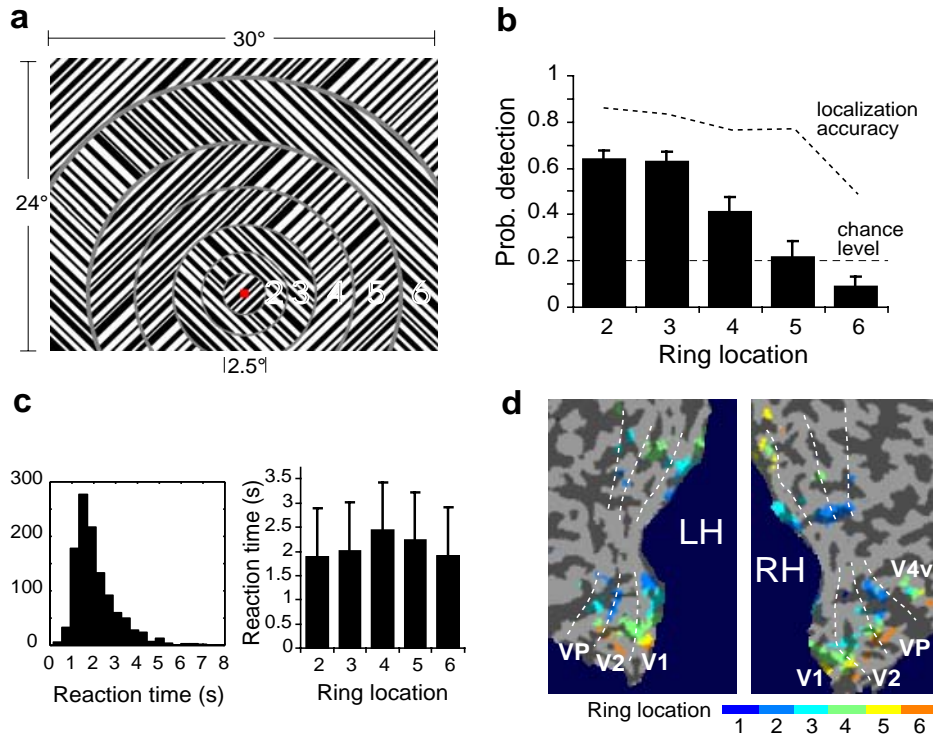 a
30°
24°
2 3 4 5 6
2.5°
b
Prob. detection
1
0.8
0.6
0.4
0.2
0
localization
accuracy
chance
level
2 3 4 5 6
Ring location
c
300
200
100
0
0 1 2 3 4 5 6 7 8
Reaction time (s)
Reaction time (s)
3.5
3
2.5
2
1.5
1
0.5
0
2 3 4 5 6
Ring location
d
LH
RH
VP
V2
V1
V4v
VP
V2
V1
Ring location
1 2 3 4 5 6